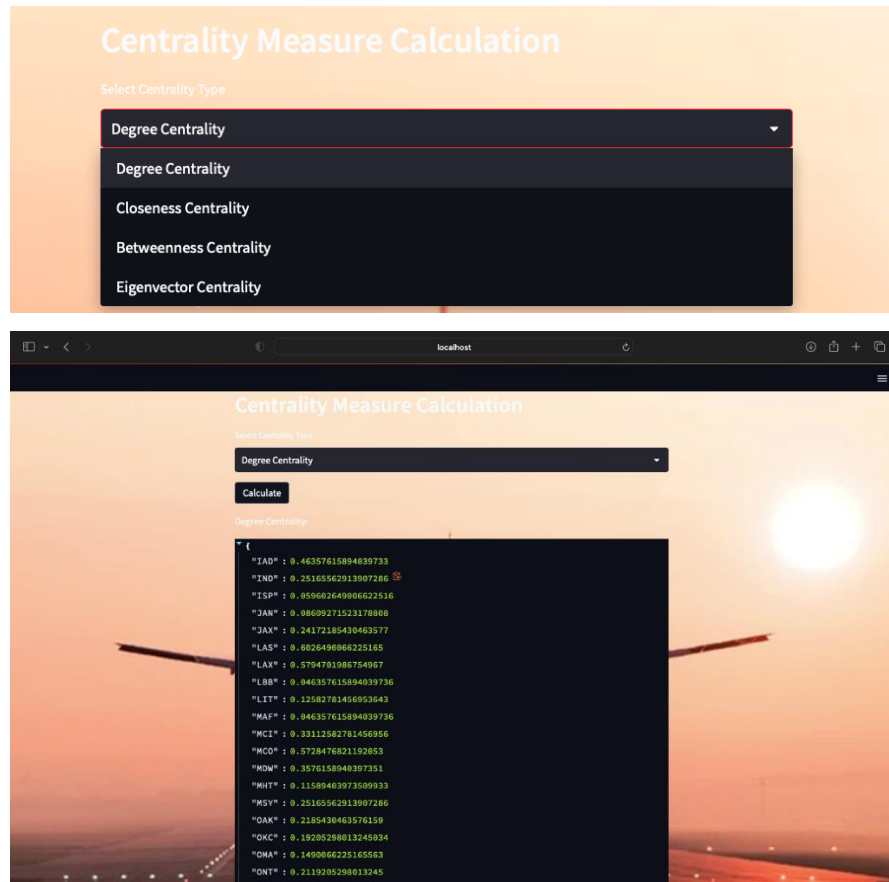 Centrality Measure Calculation
Select Centrality Type
Degree Centrality
Degree Centrality
Closeness Centrality
Betweenness Centrality
Eigenvector Centrality
localhost
Centrality Measure Calculation
Select Centrality Type
Degree Centrality
Calculate
Degree Centrality:
{
"IAD" : 0.46357615894039733
"IND" : 0.25165562913907286
"ISP" : 0.059602649006622516
"JAN" : 0.08609271523178808
"JAX" : 0.24172185430463577
"LAS" : 0.6026490066225165
"LAX" : 0.5794701986754967
"LBB" : 0.046357615894039736
"LIT" : 0.12582781456953643
"MAF" : 0.046357615894039736
"MCI" : 0.33112582781456956
"MCO" : 0.5728476821192053
"MDW" : 0.3576158940397351
"MHT" : 0.11589403973509933
"MSY" : 0.25165562913907286
"OAK" : 0.2185430463576159
"OKC" : 0.19205298013245034
"OMA" : 0.1490066225165563
"ONT" : 0.2119205298013245